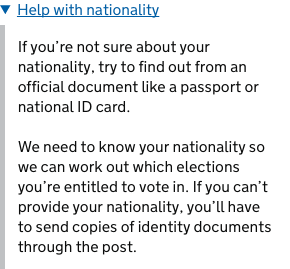 Help with nationality
If you’re not sure about your
nationality, try to find out from an
official document like a passport or
national ID card.
We need to know your nationality so
we can work out which elections
you’re entitled to vote in. If you can’t
provide your nationality, you’ll have
to send copies of identity documents
through the post.